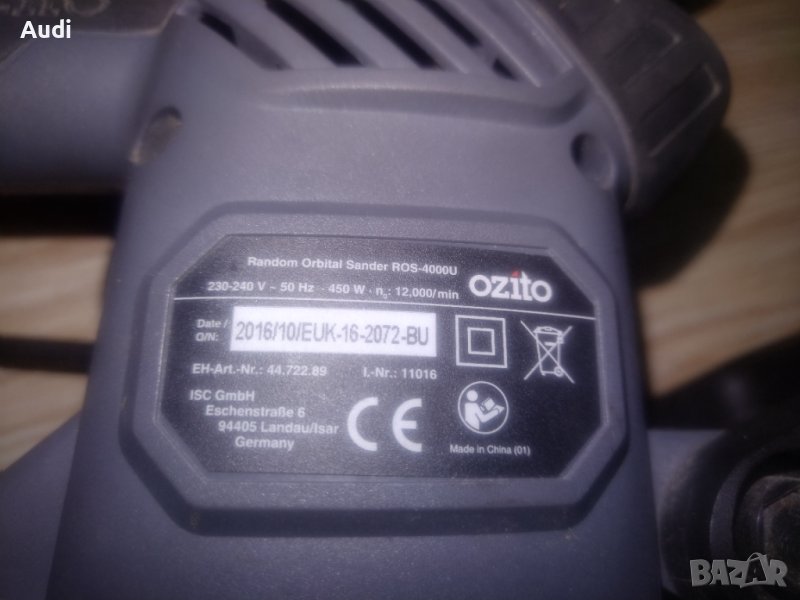 Audi
Random Orbital Sander ROS-4000U
230-240 V ~ 50 Hz · 450 W · n₀: 12,000/min
ozito
Date /
O/N:
2016/10/EUK-16-2072-BU
EH-Art.-Nr.: 44.722.89 I.-Nr.: 11016
ISC GmbH
Eschenstraße 6
94405 Landau/Isar
Germany
CE
Made in China (01)
BAZAR